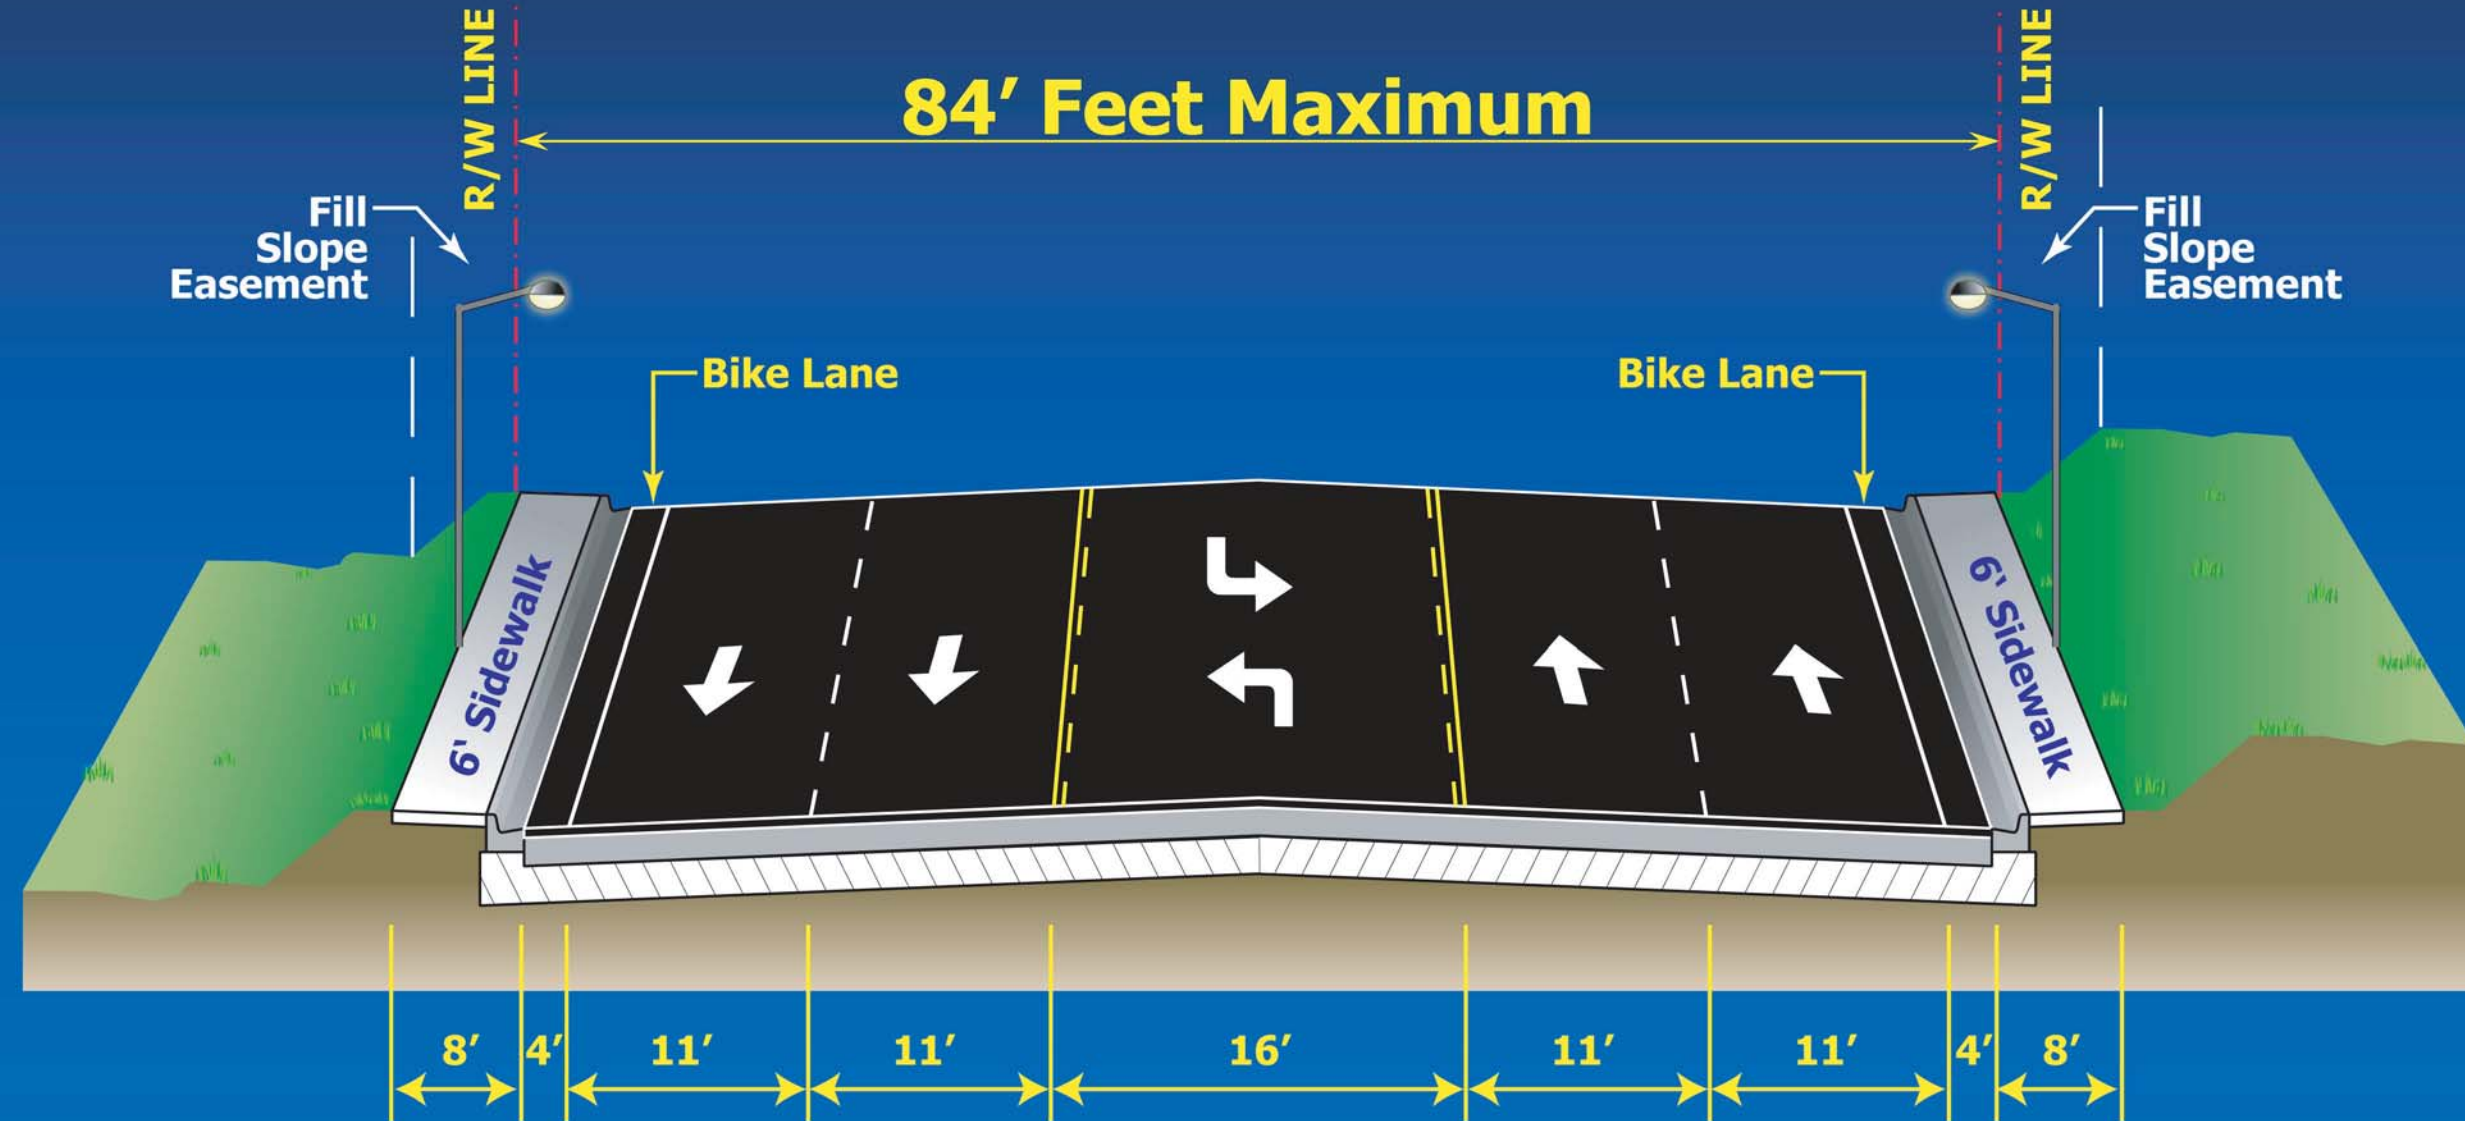 R/W LINE
84′ Feet Maximum
R/W LINE
Fill
Slope
Easement
Fill
Slope
Easement
Bike Lane
Bike Lane
6‘ Sidewalk
6‘ Sidewalk
8′ 4′ 11′ 11′ 16′ 11′ 11′ 4′ 8′